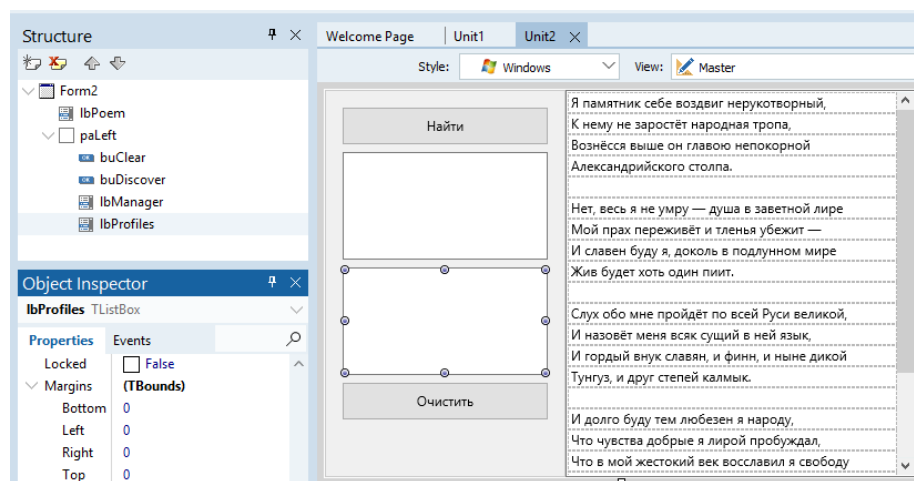 Structure
Form2
lbPoem
paLeft
buClear
buDiscover
lbManager
lbProfiles
Object Inspector
lbProfiles TListBox
Properties Events
Locked False
Margins (TBounds)
Bottom 0
Left 0
Right 0
Top 0
Welcome Page Unit1 Unit2
Style: Windows View: Master
Найти
Очистить
Я памятник себе воздвиг нерукотворный,
К нему не заростёт народная тропа,
Вознёсся выше он главою непокорной
Александрийского столпа.
Нет, весь я не умру — душа в заветной лире
Мой прах переживёт и тленья убежит —
И славен буду я, доколь в подлунном мире
Жив будет хоть один пиит.
Слух обо мне пройдёт по всей Руси великой,
И назовёт меня всяк сущий в ней язык,
И гордый внук славян, и финн, и ныне дикой
Тунгуз, и друг степей калмык.
И долго буду тем любезен я народу,
Что чувства добрые я лирой пробуждал,
Что в мой жестокий век восславил я свободу